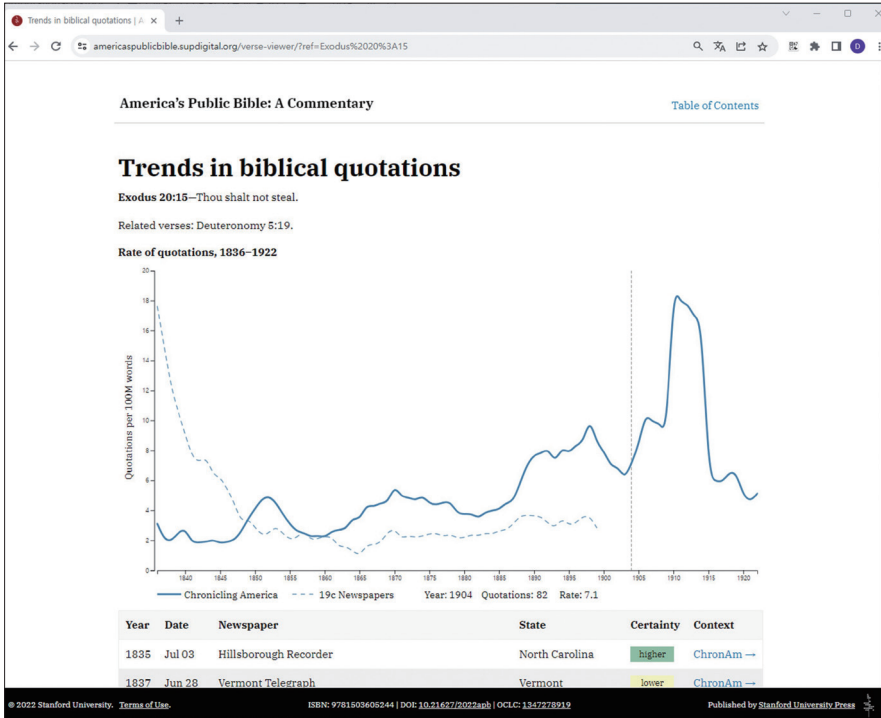 Trends in biblical quotations | A
americaspublicbible.supdigital.org/verse-viewer/?ref=Exodus%2020%3A15
D
America's Public Bible: A Commentary
Table of Contents
Trends in biblical quotations
Exodus 20:15—Thou shalt not steal.
Related verses: Deuteronomy 5:19.
Rate of quotations, 1836–1922
Quotations per 100M words
20
18
16
14
12
10
8
6
4
2
0
1840 1845 1850 1855 1860 1865 1870 1875 1880 1885 1890 1895 1900 1905 1910 1915 1920
Chronicling America 19c Newspapers Year: 1904 Quotations: 82 Rate: 7.1
Year Date Newspaper State Certainty Context
1835 Jul 03 Hillsborough Recorder North Carolina higher ChronAm →
1837 Jun 28 Vermont Telegraph Vermont lower ChronAm →
© 2022 Stanford University. Terms of Use. ISBN: 9781503605244 | DOI: 10.21627/2022apb | OCLC: 1347278919 Published by Stanford University Press